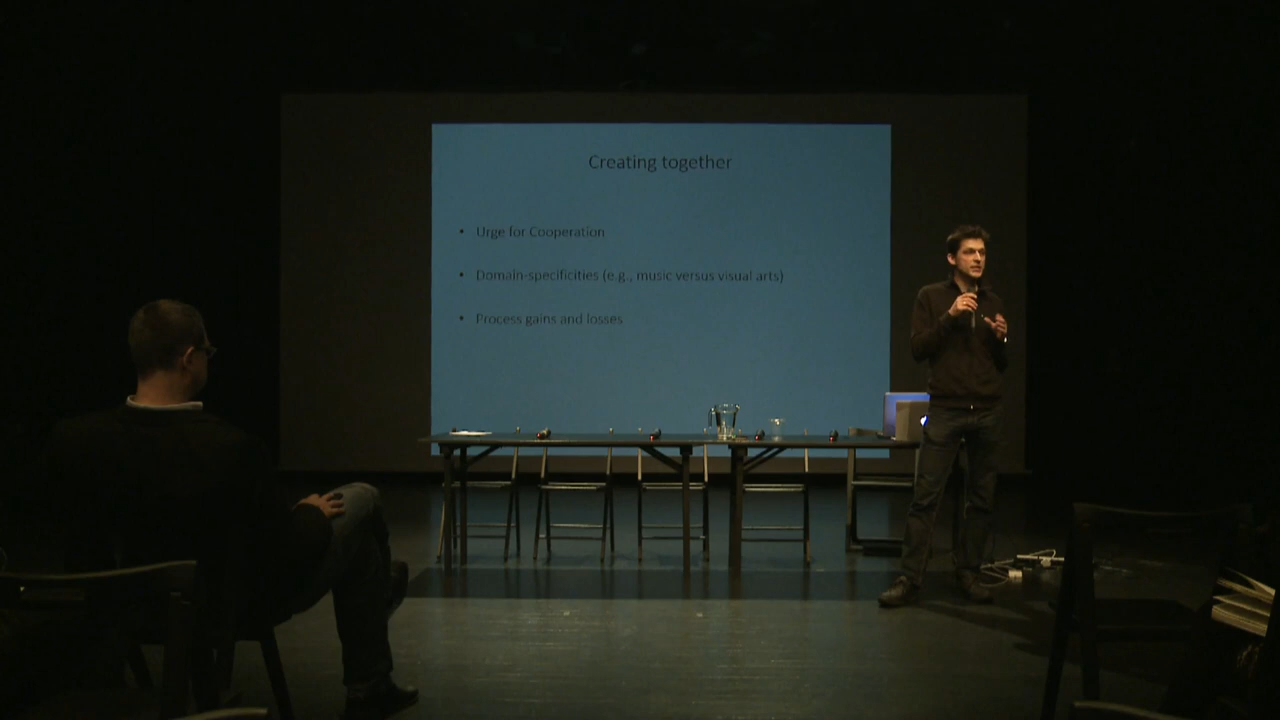 Creating together
• Urge for Cooperation
• Domain-specificities (e.g., music versus visual arts)
• Process gains and losses